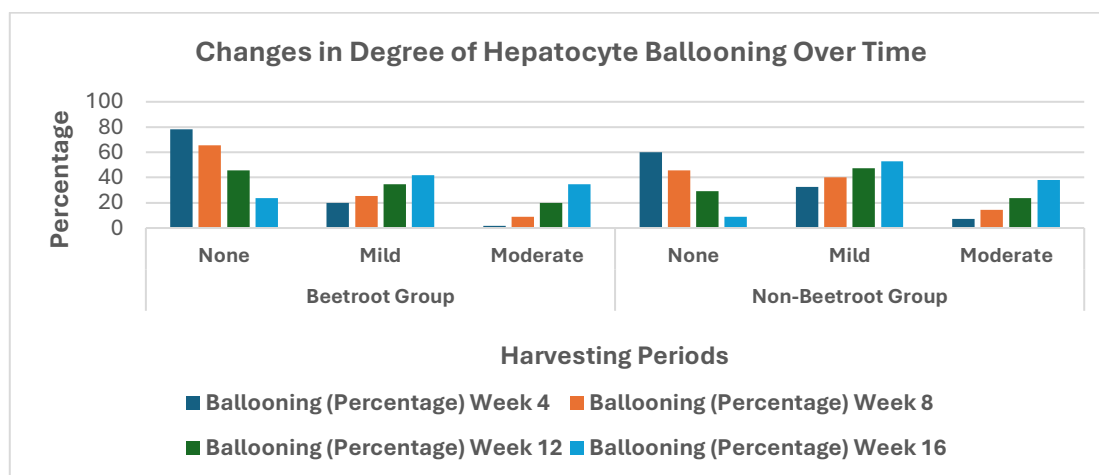 Changes in Degree of Hepatocyte Ballooning Over Time
Percentage
100
80
60
40
20
0
None Mild Moderate None Mild Moderate
Beetroot Group Non-Beetroot Group
Harvesting Periods
Ballooning (Percentage) Week 4 Ballooning (Percentage) Week 8
Ballooning (Percentage) Week 12 Ballooning (Percentage) Week 16